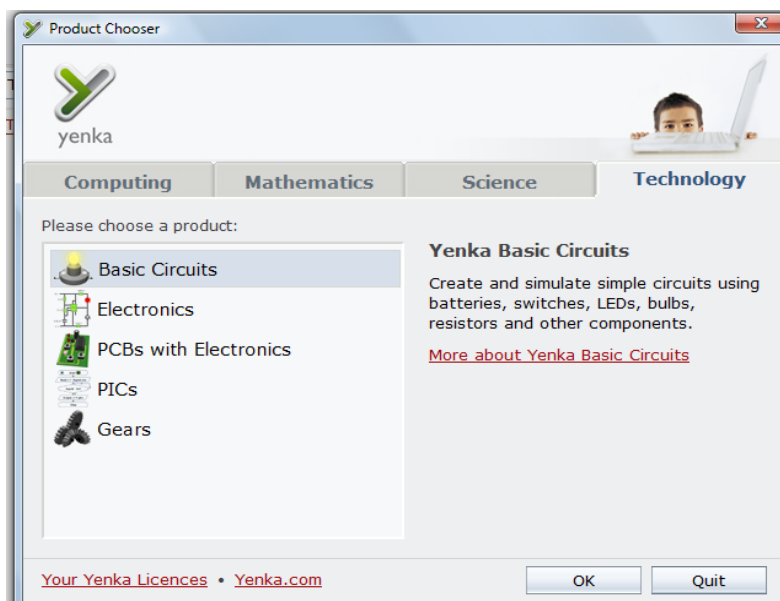 Product Chooser
yenka
Computing Mathematics Science Technology
Please choose a product:
Basic Circuits
Electronics
PCBs with Electronics
PICs
Gears
Yenka Basic Circuits
Create and simulate simple circuits using
batteries, switches, LEDs, bulbs,
resistors and other components.
More about Yenka Basic Circuits
Your Yenka Licences • Yenka.com
OK Quit